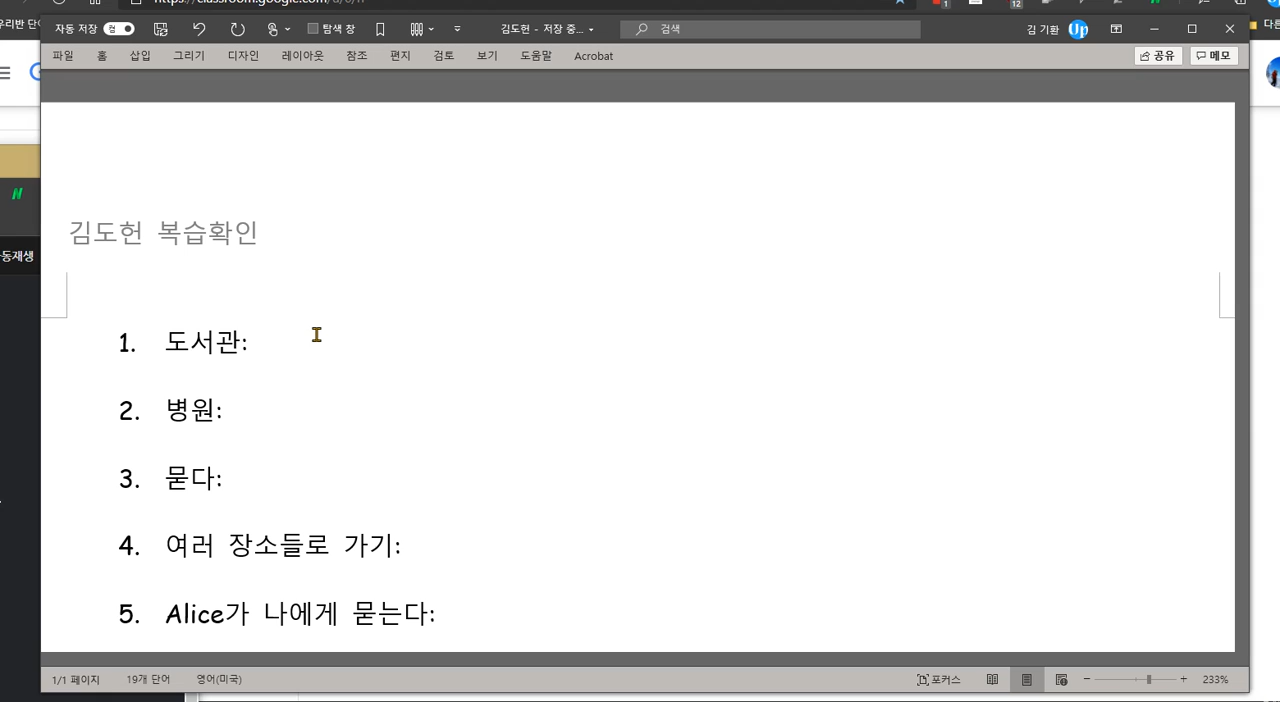 https://classroom.google.com/
자동 저장 탐색 창 김도헌 - 저장 중... 검색 김 기환 Up
파일 홈 삽입 그리기 디자인 레이아웃 참조 편지 검토 보기 도움말 Acrobat 공유 메모
김도헌 복습확인
1. 도서관:
2. 병원:
3. 묻다:
4. 여러 장소들로 가기:
5. Alice가 나에게 묻는다:
1/1 페이지 19개 단어 영어(미국) 포커스 233%